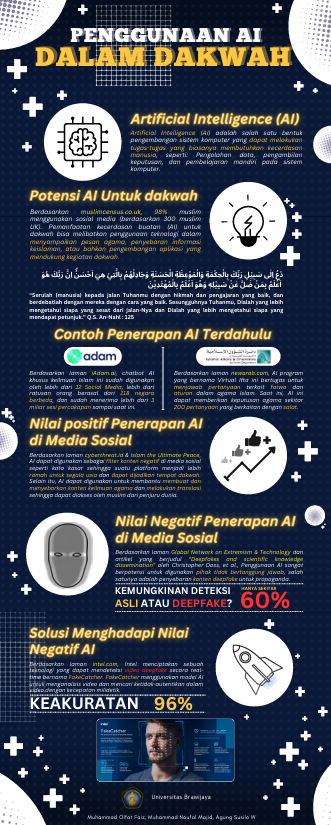 PENGGUNAAN AI
DALAM DAKWAH
Artificial Intelligence (AI)
Artificial Intelligence (AI) adalah salah satu bentuk
pengembangan sistem komputer yang dapat melakukan
tugas-tugas yang biasanya membutuhkan kecerdasan
manusia, seperti: Pengolahan data, pengambilan
keputusan, dan pembelajaran mandiri pada sistem
komputer.
Potensi AI Untuk dakwah
Berdasarkan muslimcensus.co.uk, 98% muslim
menggunakan sosial media (berdasarkan 300 muslim
UK). Pemanfaatan kecerdasan buatan (AI) untuk
dakwah bisa melibatkan penggunaan teknologi dalam
menyampaikan pesan agama, penyebaran informasi
keislaman, atau bahkan pengembangan aplikasi yang
mendukung kegiatan dakwah.
ادْعُ إِلَى سَبِيْلِ رَبِّكَ بِالْحِكْمَةِ وَالْمَوْعِظَةِ الْحَسَنَةِ وَجَادِلْهُمْ بِالَّتِيْ هِيَ أَحْسَنُ إِنَّ رَبَّكَ هُوَ
أَعْلَمُ بِمَنْ ضَلَّ عَنْ سَبِيْلِهِ وَهُوَ أَعْلَمُ بِالْمُهْتَدِيْنَ
"Serulah (manusia) kepada jalan Tuhanmu dengan hikmah dan pengajaran yang baik, dan
berdebatlah dengan mereka dengan cara yang baik. Sesungguhnya Tuhanmu, Dialah yang lebih
mengetahui siapa yang sesat dari jalan-Nya dan Dialah yang lebih mengetahui siapa yang
mendapat petunjuk." Q.S. An-Nahl : 125
Contoh Penerapan AI Terdahulu
adam
Berdasarkan laman iAdam.ai, chatbot AI
khusus keilmuan Islam ini sudah digunakan
oleh lebih dari 12 Social Media, lebih dari
ratusan orang berasal dari 118 negara
berbeda, dan sudah menerima lebih dari 1
miliar sesi percakapan sampai saat ini.
Berdasarkan laman newarab.com, AI program
yang bernama Virtual Ifta ini bertugas untuk
menjawab pertanyaan terkait fatwa dan
aturan dalam agama Islam. Saat ini, AI ini
dapat memberikan keputusan agama sekitar
200 pertanyaan yang berkaitan dengan salat.
Nilai positif Penerapan AI
di Media Sosial
Berdasarkan laman cyberthreat.id & Islam the Ultimate Peace,
AI dapat digunakan sebagai filter konten negatif di media sosial
seperti kata kasar sehingga suatu platform menjadi lebih
ramah untuk segala usia dan dapat dijadikan tempat dakwah.
Selain itu, AI dapat digunakan untuk membantu membuat dan
menyebarkan konten keilmuan agama dan melakukan translasi
sehingga dapat diakses oleh muslim dari penjuru dunia.
Nilai Negatif Penerapan AI
di Media Sosial
Berdasarkan laman Global Network on Extremism & Technology dan
artikel yang berjudul "Deepfakes and scientific knowledge
dissemination" oleh Christopher Doss, et al., Penggunaan AI sangat
berpotensi untuk digunakan pihak tidak bertanggung jawab, salah
satunya adalah penyebaran konten deepfake untuk propaganda.
KEMUNGKINAN DETEKSI
ASLI ATAU DEEPFAKE?
HANYA SEKITAR
60%
Solusi Menghadapi Nilai
Negatif AI
Berdasarkan laman intel.com, Intel menciptakan sebuah
teknologi yang dapat mendeteksi video deepfake secara real-
time bernama FakeCatcher. FakeCatcher menggunakan model AI
untuk menganalisis video dan mencari ketidak-autentikan dalam
video dengan kecepatan milidetik.
KEAKURATAN 96%
FakeCatcher
Universitas Brawijaya
Muhammad Olfat Faiz, Muhammad Naufal Majid, Agung Susilo W